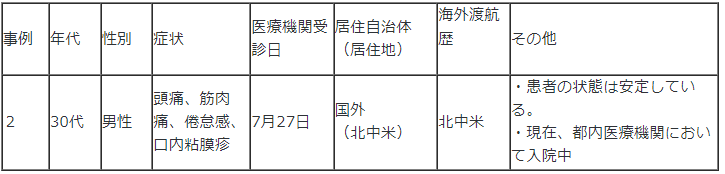 事例
年代
性別
症状
医療機関受
診日
居住自治体
（居住地）
海外渡航
歴
その他
２
30代
男性
頭痛、筋肉
痛、倦怠感、
口内粘膜疹
7月27日
国外
（北中米）
北中米
・患者の状態は安定してい
る。
・現在、都内医療機関におい
て入院中